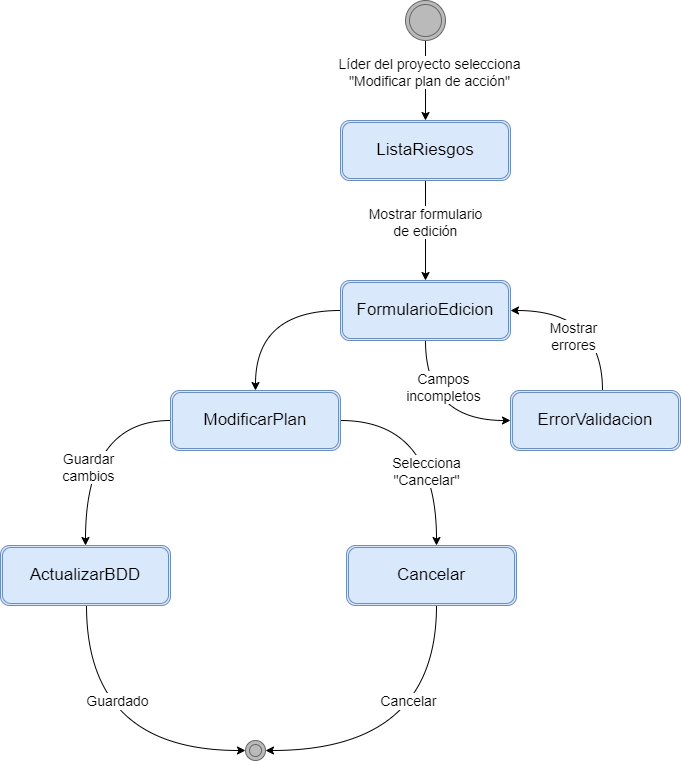 Líder del proyecto selecciona
"Modificar plan de acción"
ListaRiesgos
Mostrar formulario
de edición
FormularioEdicion
Mostrar
errores
Campos
incompletos
ModificarPlan
ErrorValidacion
Guardar
cambios
Selecciona
"Cancelar"
ActualizarBDD
Cancelar
Guardado
Cancelar